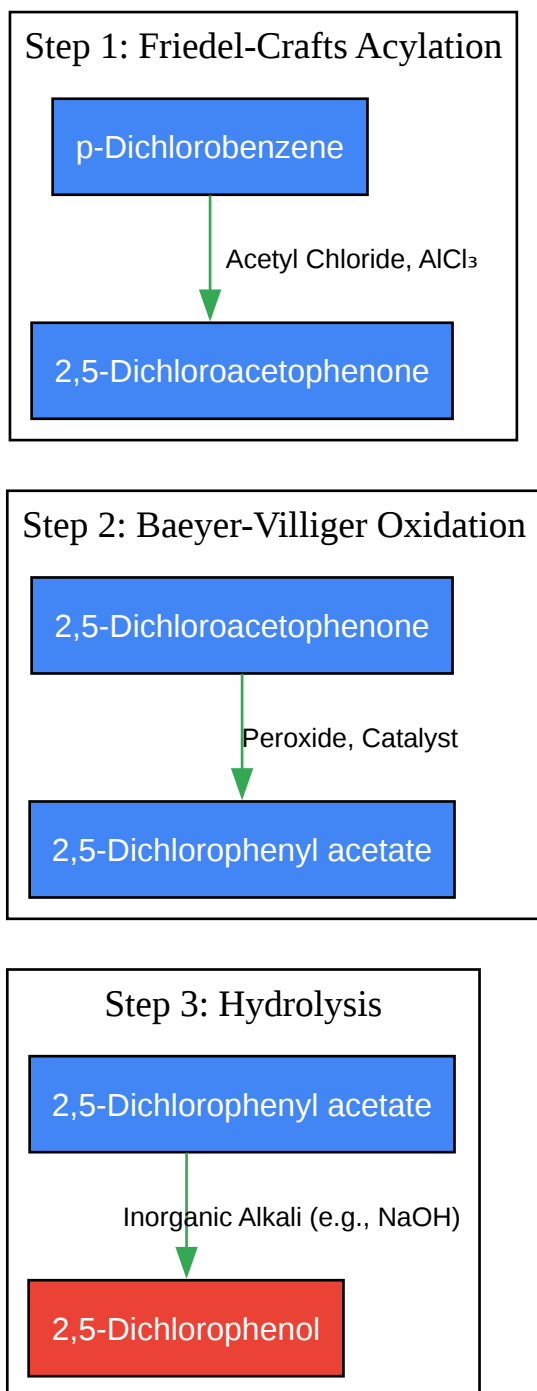 Step 1: Friedel-Crafts Acylation
p-Dichlorobenzene
Acetyl Chloride, AlCl₃
2,5-Dichloroacetophenone
Step 2: Baeyer-Villiger Oxidation
2,5-Dichloroacetophenone
Peroxide, Catalyst
2,5-Dichlorophenyl acetate
Step 3: Hydrolysis
2,5-Dichlorophenyl acetate
Inorganic Alkali (e.g., NaOH)
2,5-Dichlorophenol